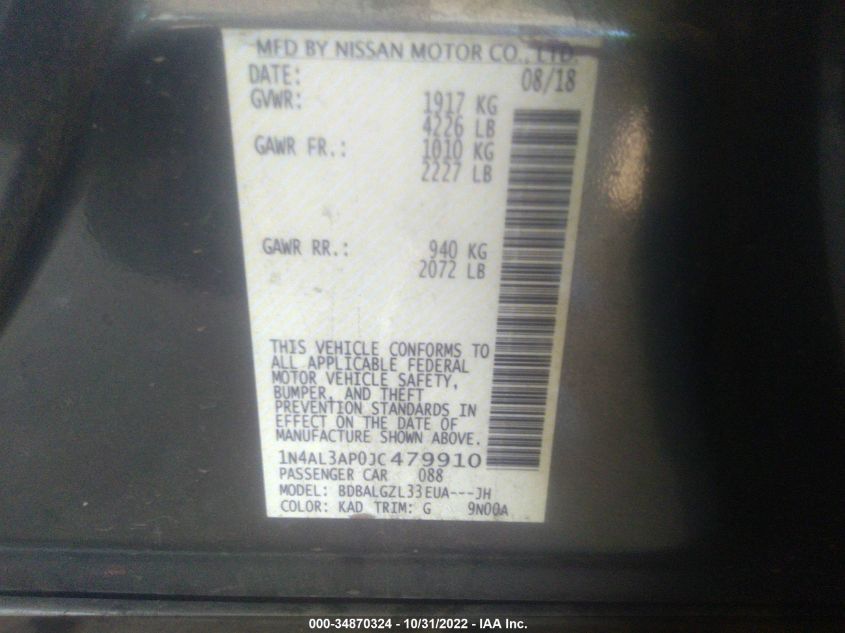 MFD BY NISSAN MOTOR CO., LTD.
DATE: 08/18
GVWR: 1917 KG
4226 LB
GAWR FR.: 1010 KG
2227 LB
GAWR RR.: 940 KG
2072 LB
THIS VEHICLE CONFORMS TO
ALL APPLICABLE FEDERAL
MOTOR VEHICLE SAFETY,
BUMPER, AND THEFT
PREVENTION STANDARDS IN
EFFECT ON THE DATE OF
MANUFACTURE SHOWN ABOVE.
1N4AL3AP0JC479910
PASSENGER CAR 088
MODEL: BDBALGZL33EUA---JH
COLOR: KAD TRIM: G 9N00A
000-34870324 - 10/31/2022 - IAA Inc.